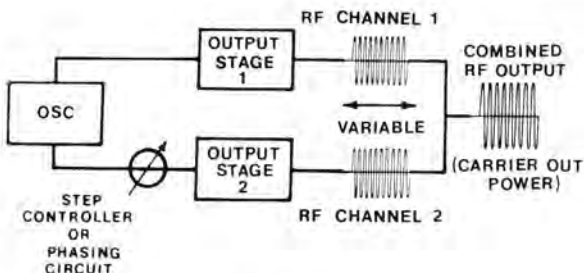 RF CHANNEL 1
OUTPUT
STAGE
1
COMBINED
RF OUTPUT
OSC
VARIABLE
OUTPUT
STAGE
2
(CARRIER OUT
POWER)
STEP
CONTROLLER
OR
PHASING
CIRCUIT
RF CHANNEL 2